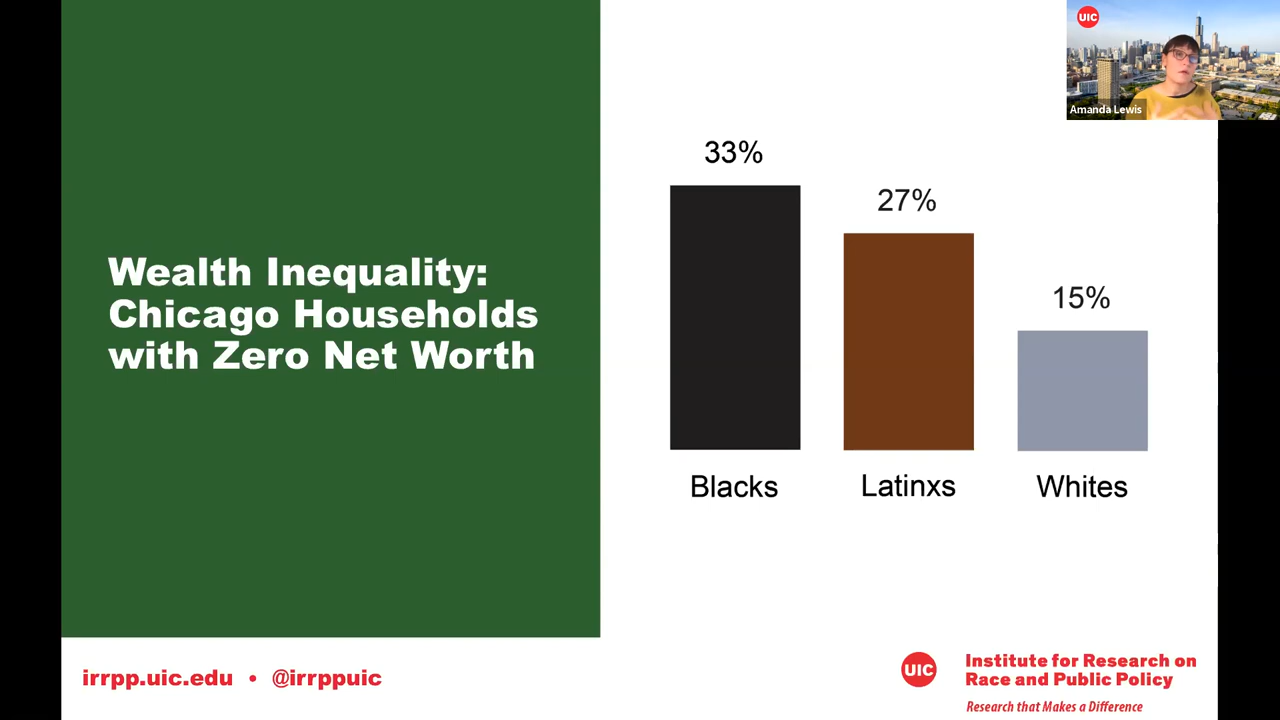 UIC
Amanda Lewis
Wealth Inequality:
Chicago Households
with Zero Net Worth
33%
27%
15%
Blacks
Latinxs
Whites
irrpp.uic.edu • @irrppuic
UIC
Institute for Research on
Race and Public Policy
Research that Makes a Difference